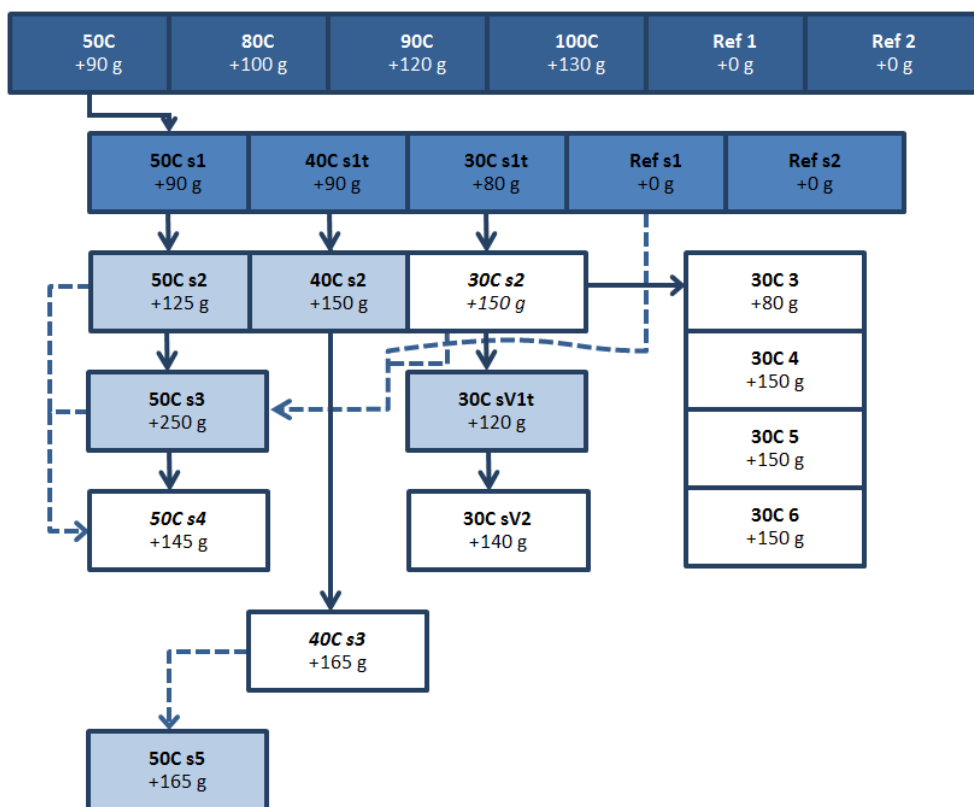 50C
+90 g
80C
+100 g
90C
+120 g
100C
+130 g
Ref 1
+0 g
Ref 2
+0 g
50C s1
+90 g
40C s1t
+90 g
30C s1t
+80 g
Ref s1
+0 g
Ref s2
+0 g
50C s2
+125 g
40C s2
+150 g
30C s2
+150 g
30C 3
+80 g
30C 4
+150 g
30C 5
+150 g
30C 6
+150 g
50C s3
+250 g
30C sV1t
+120 g
50C s4
+145 g
30C sV2
+140 g
40C s3
+165 g
50C s5
+165 g